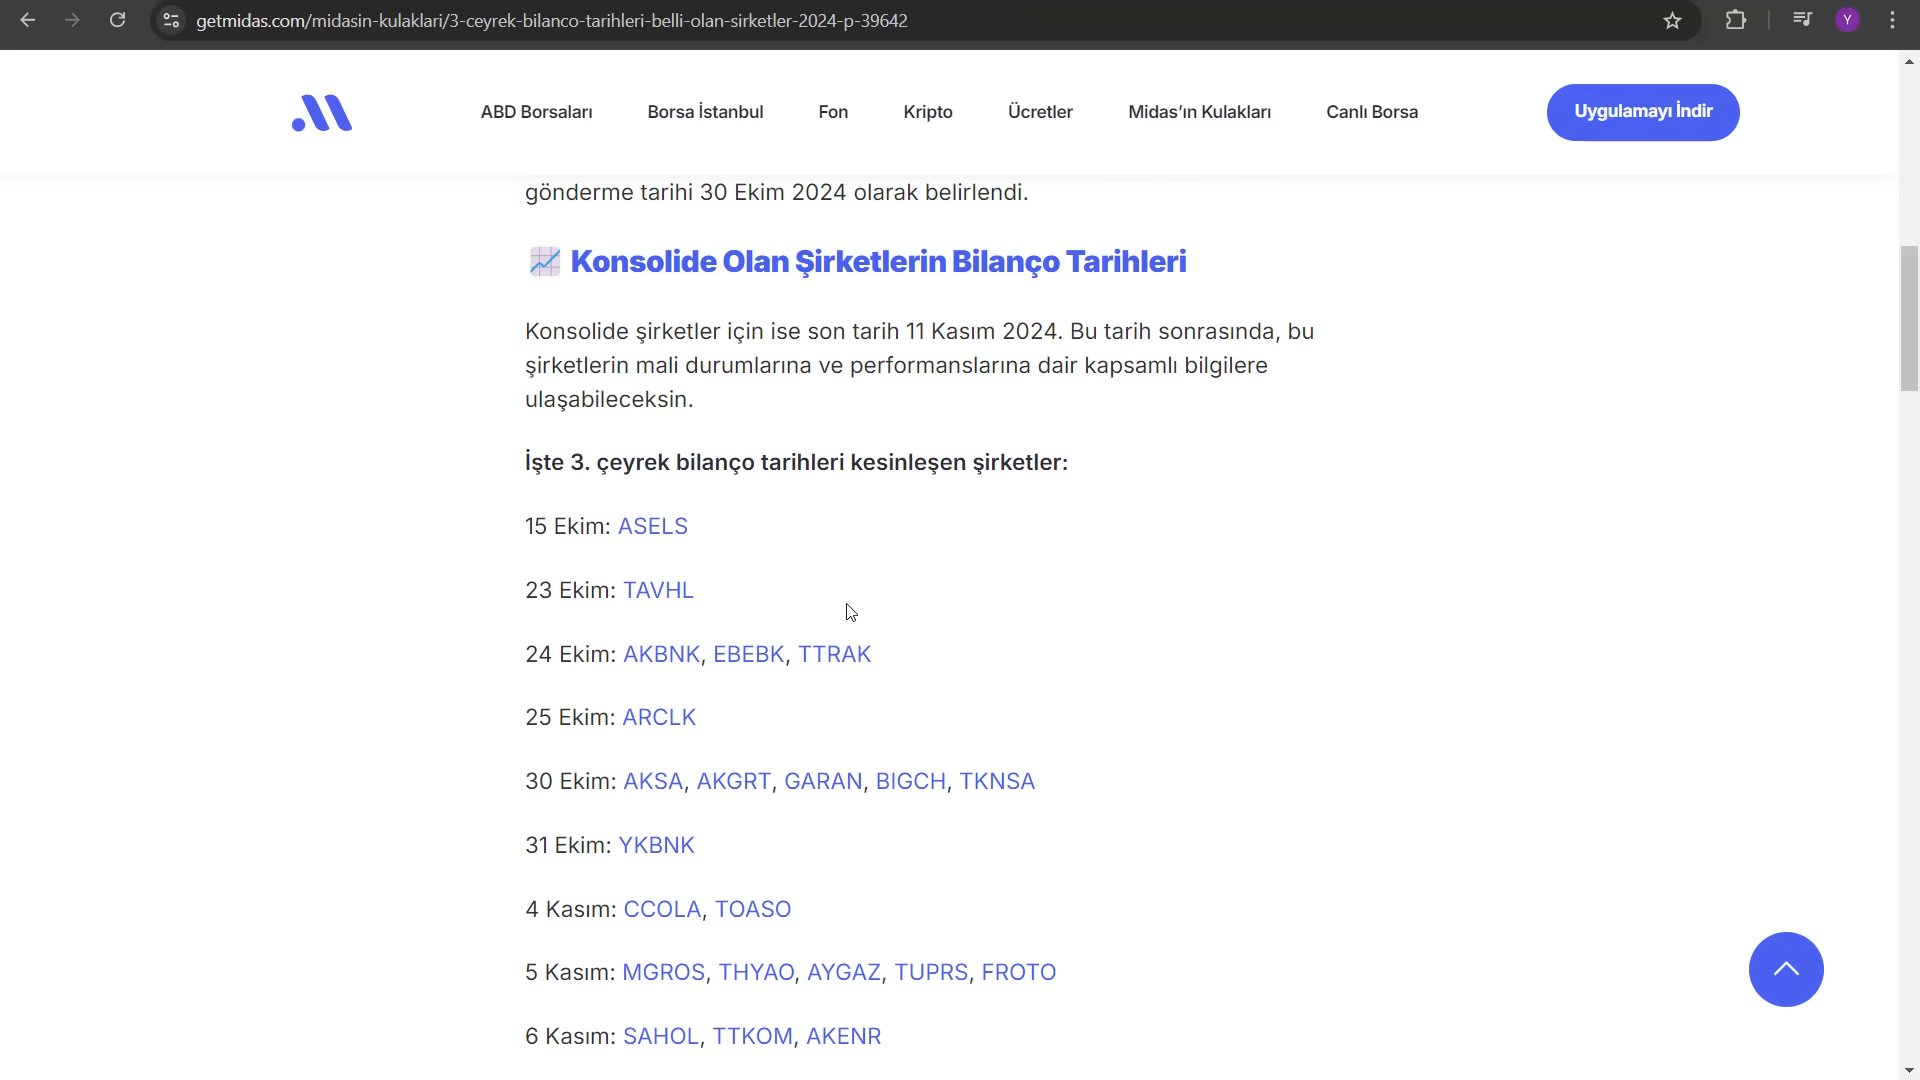 getmidas.com/midasin-kulaklari/3-ceyrek-bilanco-tarihleri-belli-olan-sirketler-2024-p-39642
Y
ABD Borsaları
Borsa İstanbul
Fon
Kripto
Ücretler
Midas’ın Kulakları
Canlı Borsa
Uygulamayı İndir
gönderme tarihi 30 Ekim 2024 olarak belirlendi.
Konsolide Olan Şirketlerin Bilanço Tarihleri
Konsolide şirketler için ise son tarih 11 Kasım 2024. Bu tarih sonrasında, bu
şirketlerin mali durumlarına ve performanslarına dair kapsamlı bilgilere
ulaşabileceksin.
İşte 3. çeyrek bilanço tarihleri kesinleşen şirketler:
15 Ekim: ASELS
23 Ekim: TAVHL
24 Ekim: AKBNK, EBEBK, TTRAK
25 Ekim: ARCLK
30 Ekim: AKSA, AKGRT, GARAN, BIGCH, TKNSA
31 Ekim: YKBNK
4 Kasım: CCOLA, TOASO
5 Kasım: MGROS, THYAO, AYGAZ, TUPRS, FROTO
6 Kasım: SAHOL, TTKOM, AKENR